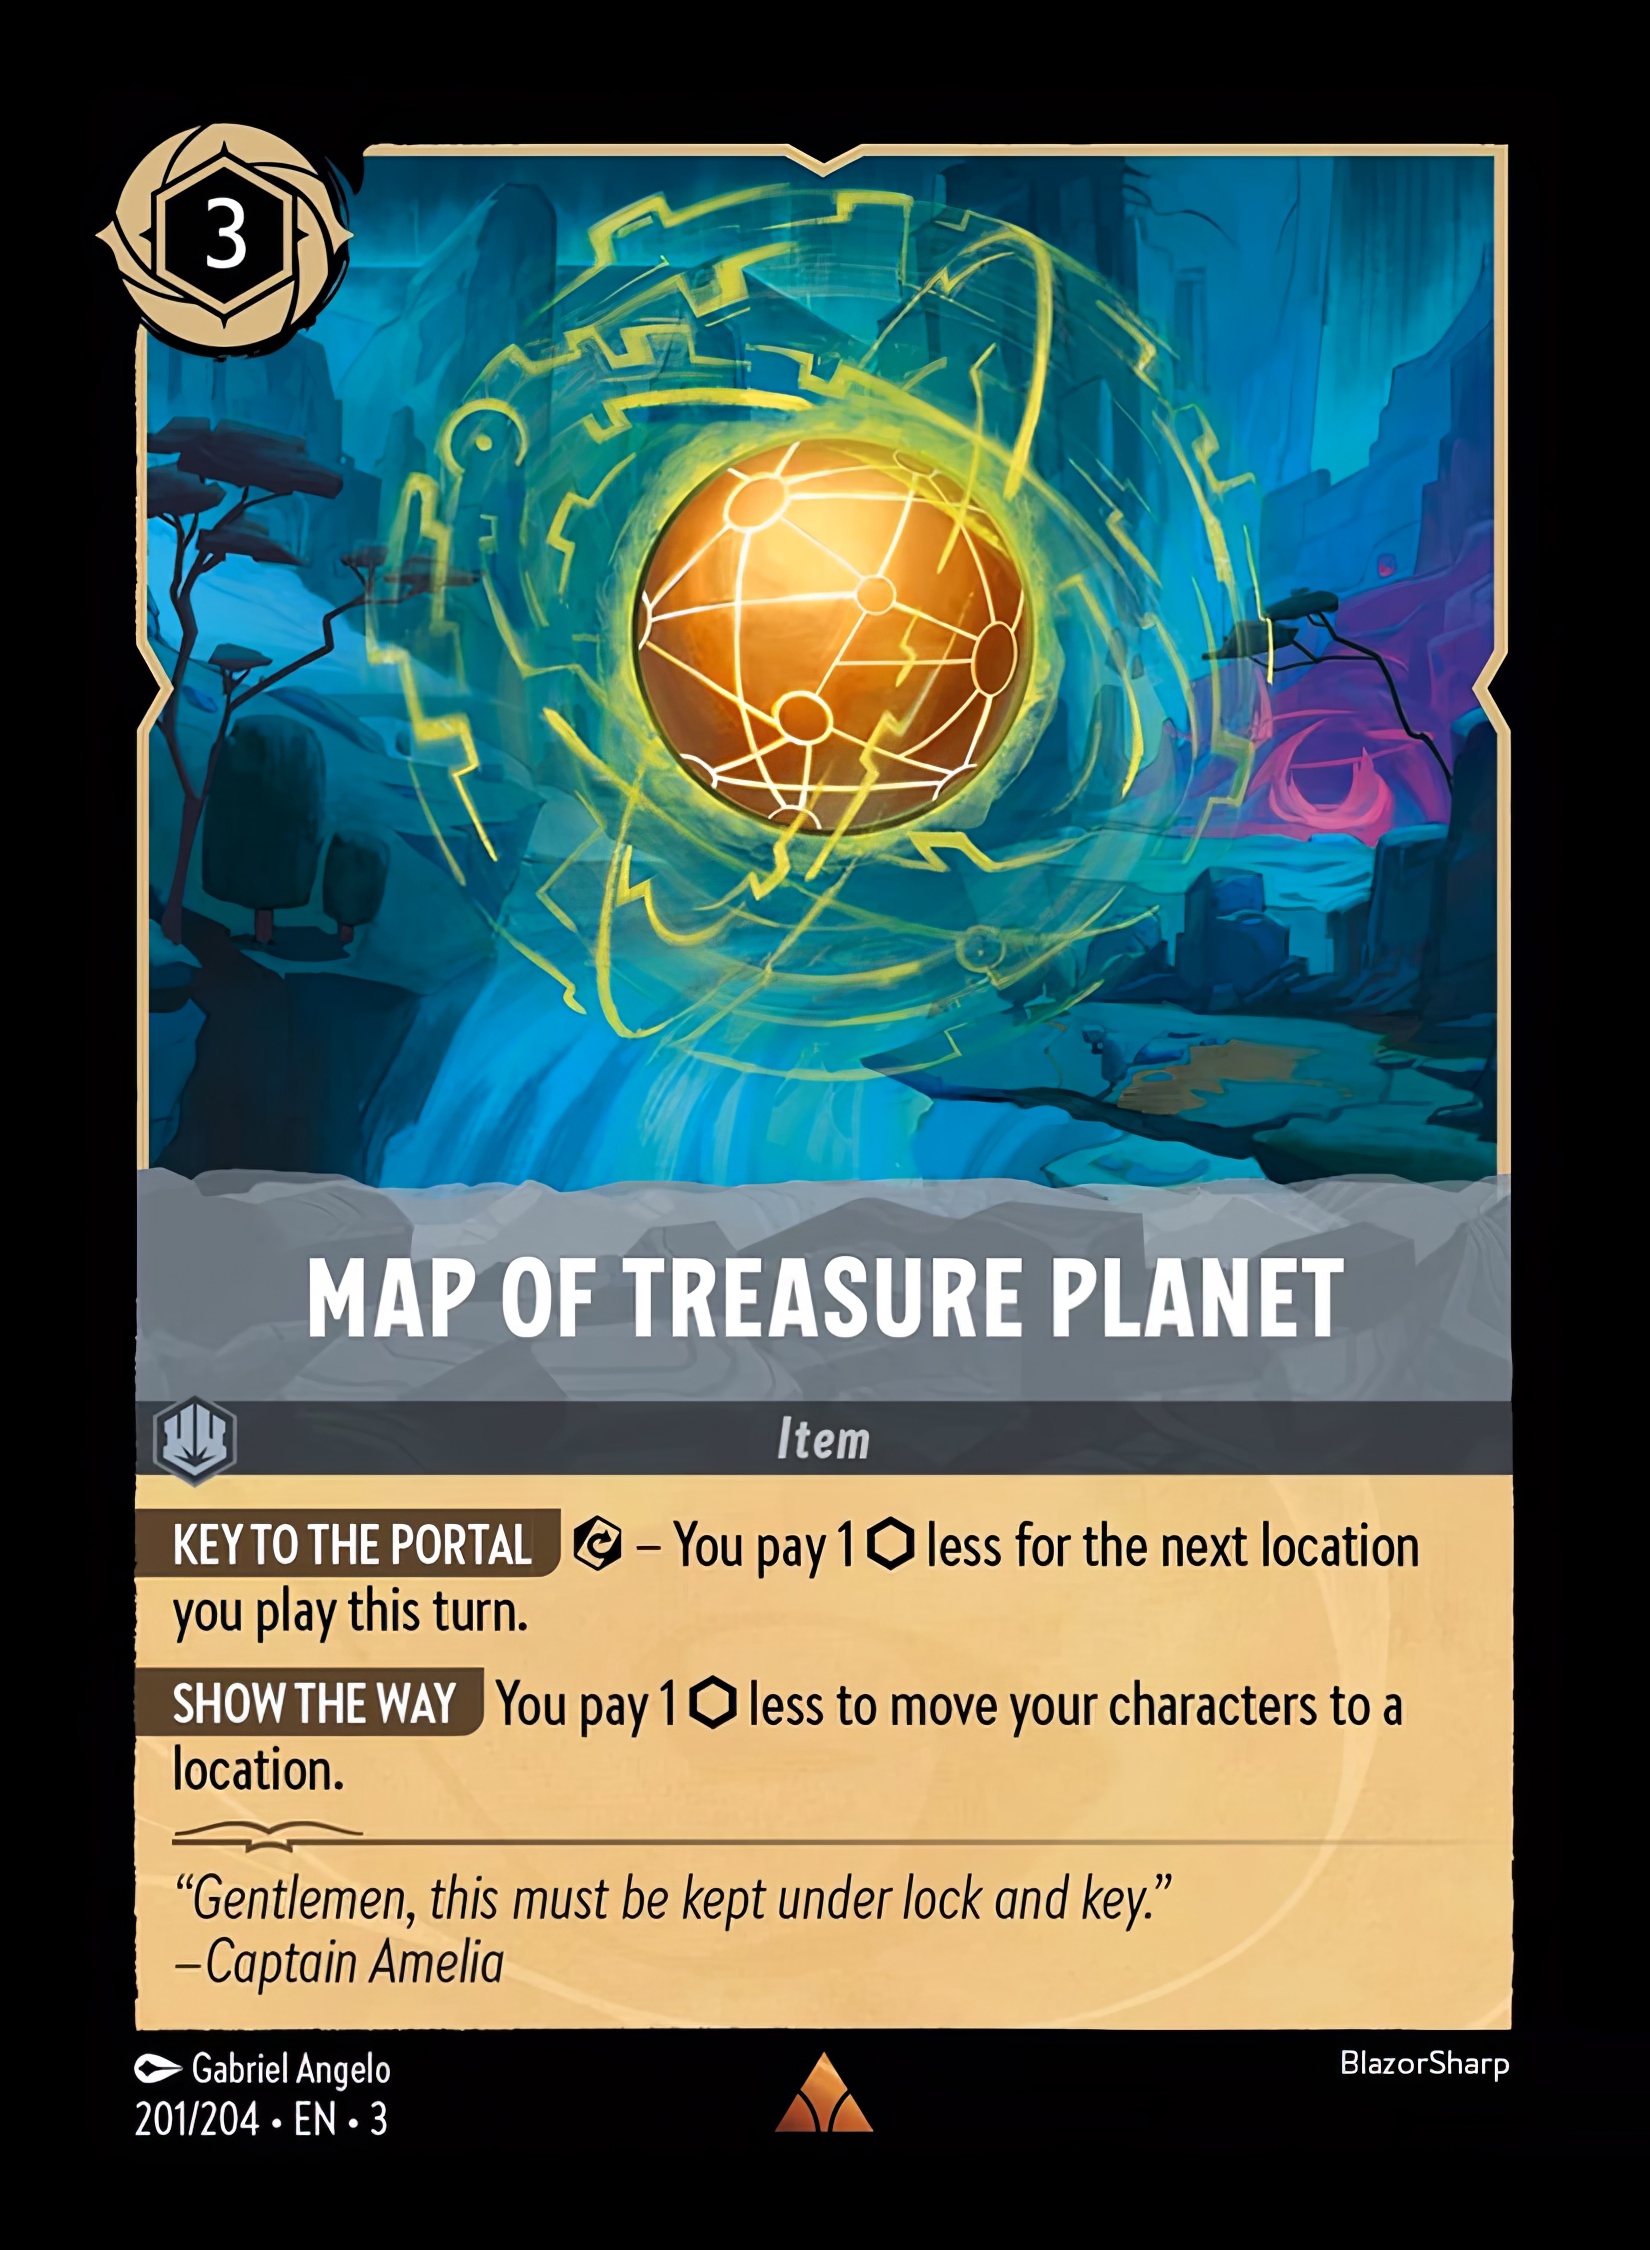 3
MAP OF TREASURE PLANET
Item
KEY TO THE PORTAL – You pay 1 less for the next location
you play this turn.
SHOW THE WAY You pay 1 less to move your characters to a
location.
“Gentlemen, this must be kept under lock and key.”
–Captain Amelia
Gabriel Angelo
BlazorSharp
201/204 • EN • 3